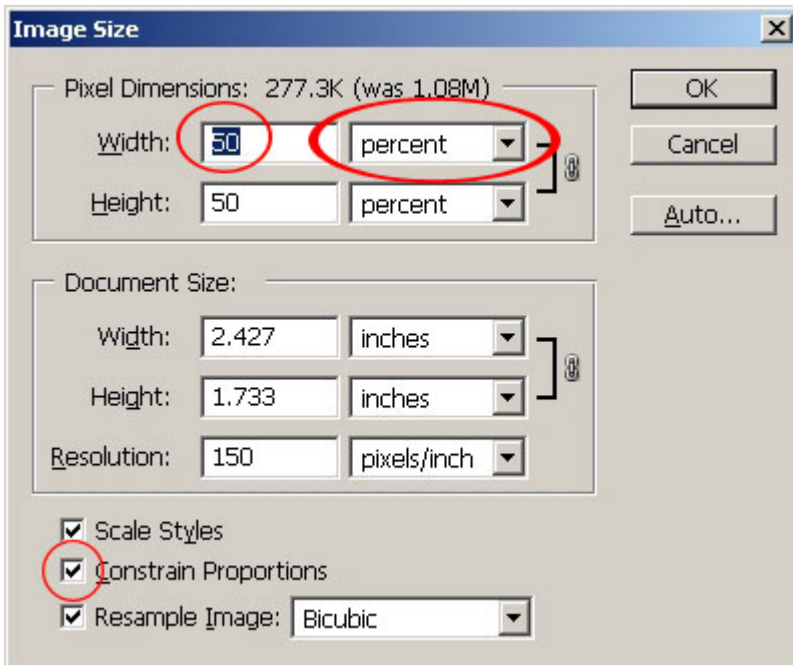 Image Size
Pixel Dimensions: 277.3K (was 1.08M)
OK
Width: 50 percent
Cancel
Height: 50 percent
Auto...
Document Size:
Width: 2.427 inches
Height: 1.733 inches
Resolution: 150 pixels/inch
Scale Styles
Constrain Proportions
Resample Image: Bicubic